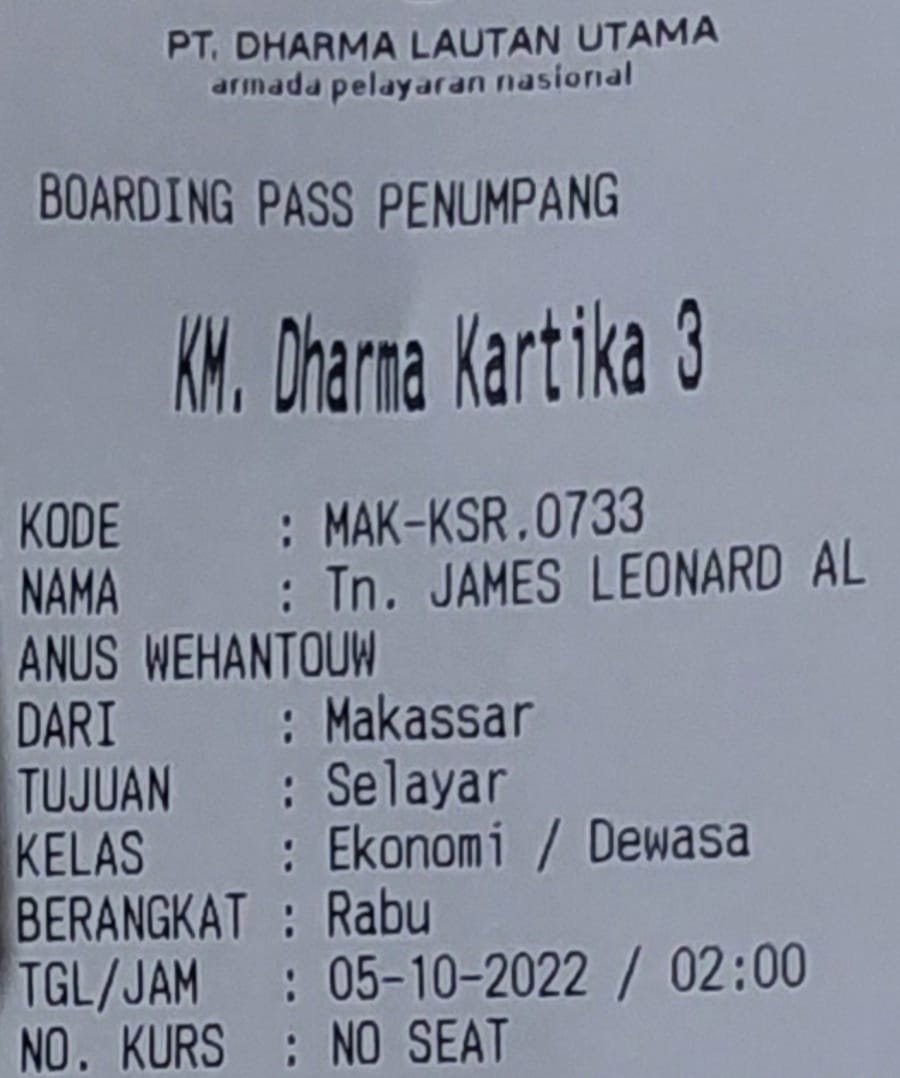 PT. DHARMA LAUTAN UTAMA
armada pelayaran nasional
BOARDING PASS PENUMPANG
KM. Dharma Kartika 3
KODE : MAK-KSR.0733
NAMA : Tn. JAMES LEONARD AL
ANUS WEHANTOUW
DARI : Makassar
TUJUAN : Selayar
KELAS : Ekonomi / Dewasa
BERANGKAT : Rabu
TGL/JAM : 05-10-2022 / 02:00
NO. KURS : NO SEAT